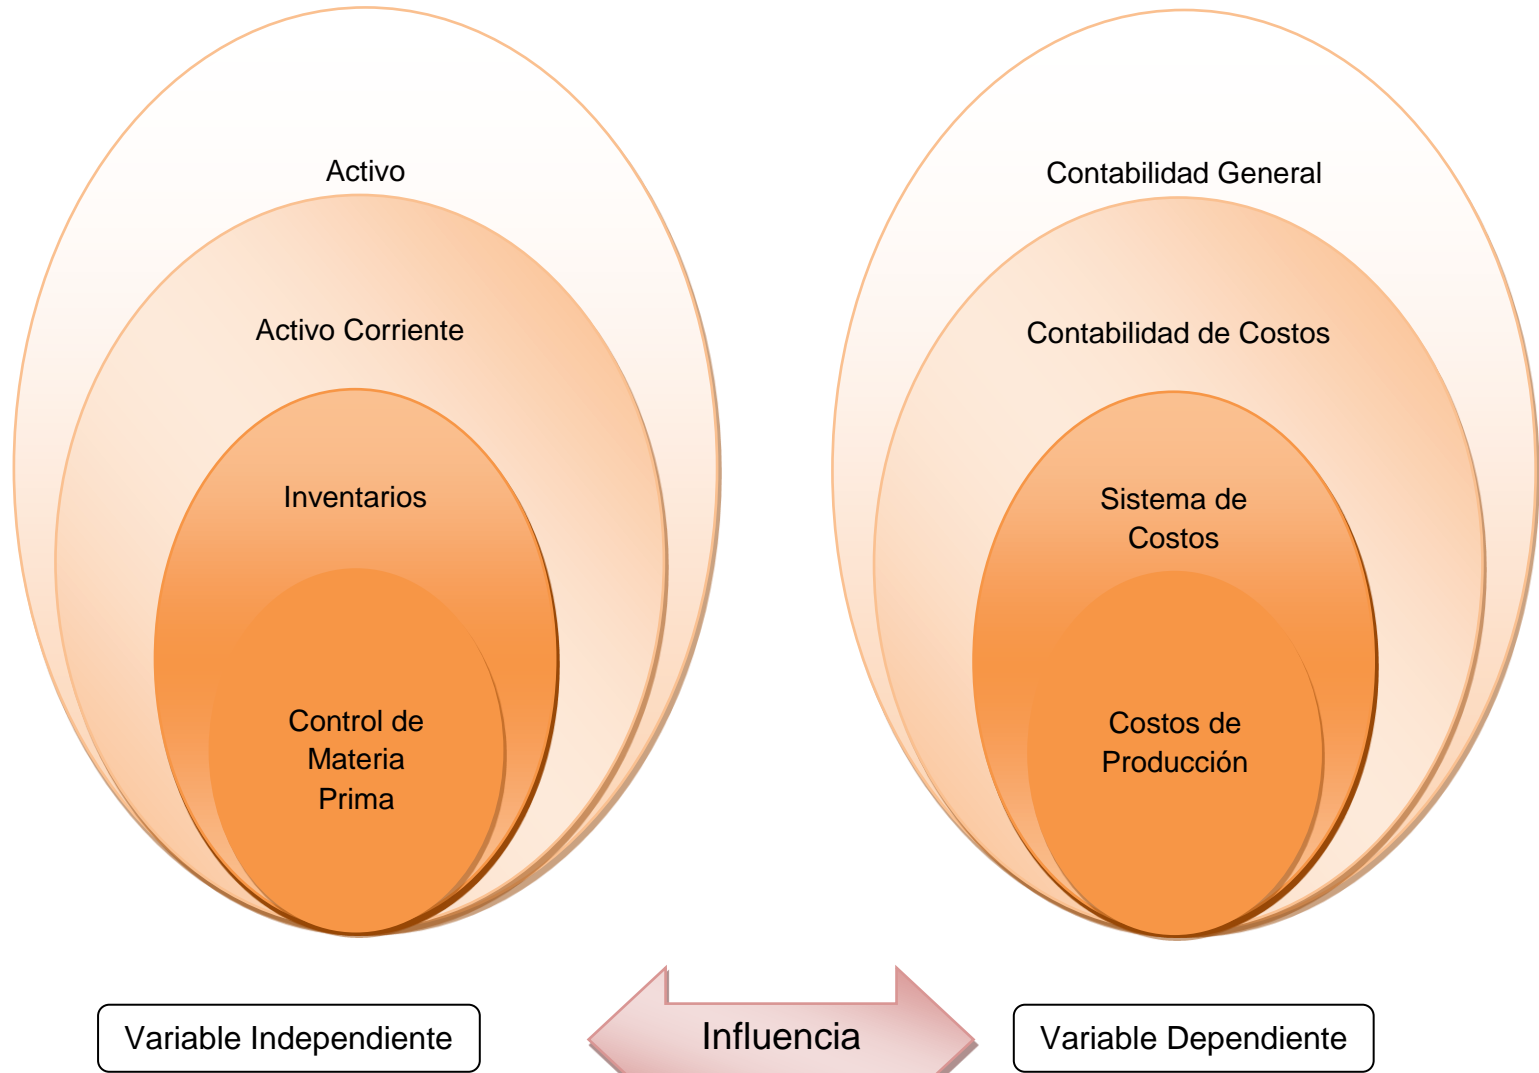 Activo
Activo Corriente
Inventarios
Control de
Materia
Prima
Contabilidad General
Contabilidad de Costos
Sistema de
Costos
Costos de
Producción
Variable Independiente
Influencia
Variable Dependiente